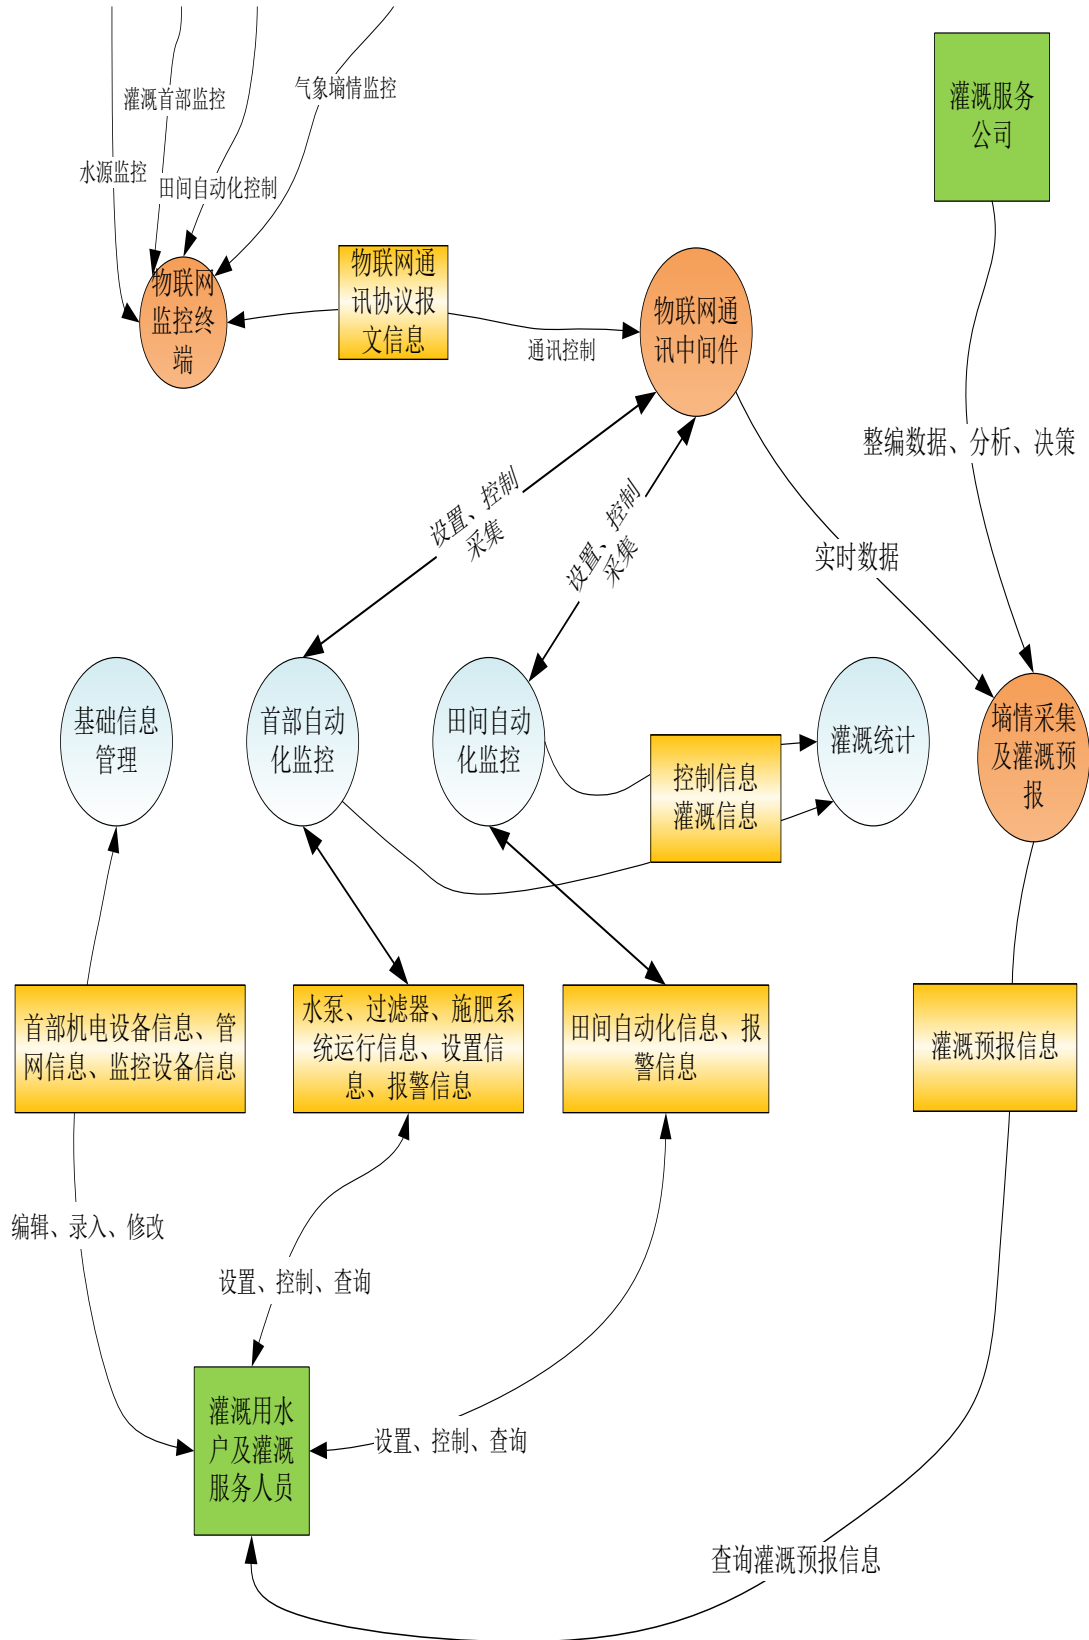 气象墒情监控
灌溉首部监控
水源监控
田间自动化控制
灌溉服务
公司
物联网
监控终
端
物联网通
讯协议报
文信息
物联网通
讯中间件
通讯控制
整编数据、分析、决策
设置、控制
采集
设置、控制
采集
实时数据
基础信息
管理
首部自动
化监控
田间自动
化监控
控制信息
灌溉信息
灌溉统计
墒情采集
及灌溉预
报
首部机电设备信息、管
网信息、监控设备信息
水泵、过滤器、施肥系
统运行信息、设置信
息、报警信息
田间自动化信息、报
警信息
灌溉预报信息
编辑、录入、修改
设置、控制、查询
灌溉用水
户及灌溉
服务人员
设置、控制、查询
查询灌溉预报信息